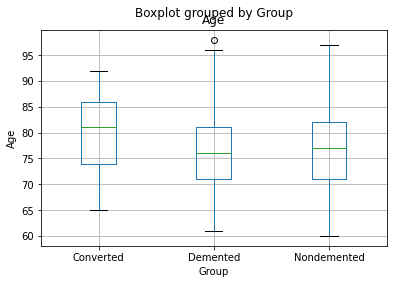 Boxplot grouped by Group
Age
95
90
85
80
75
70
65
60
Age
Converted
Demented
Nondemented
Group